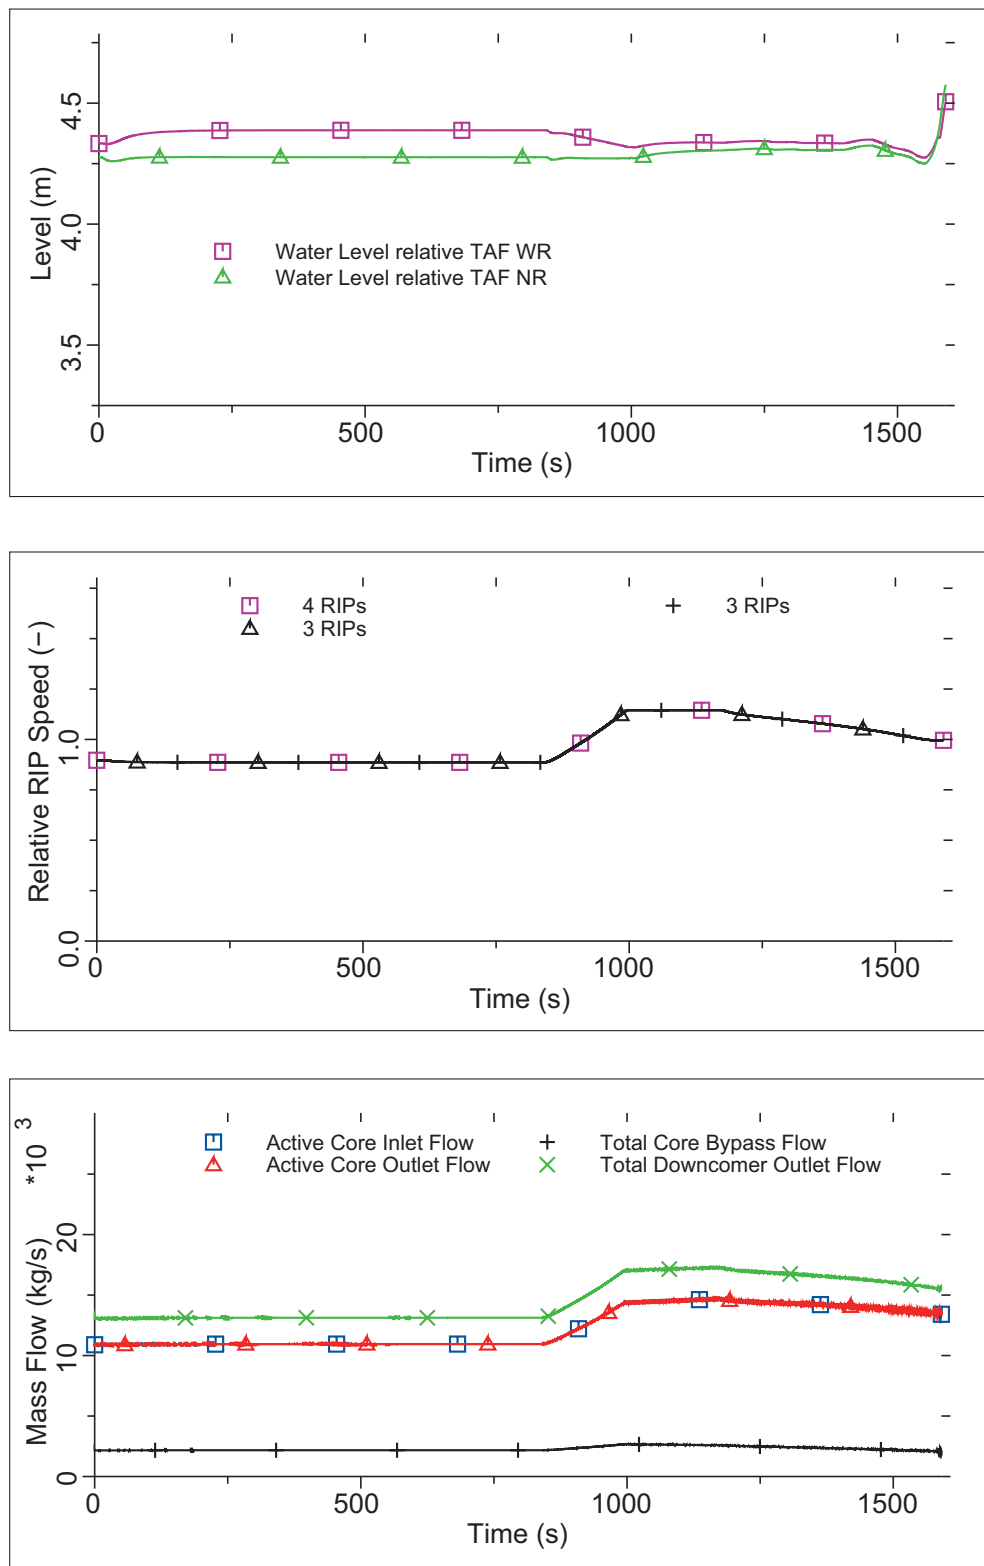 4.5
4.0
3.5
Level (m)
Water Level relative TAF WR
Water Level relative TAF NR
0 500 1000 1500
Time (s)
4 RIPs 3 RIPs
3 RIPs
1.0
0.0
Relative RIP Speed (−)
0 500 1000 1500
Time (s)
*10 3
Active Core Inlet Flow Total Core Bypass Flow
Active Core Outlet Flow Total Downcomer Outlet Flow
20
10
0
Mass Flow (kg/s)
0 500 1000 1500
Time (s)